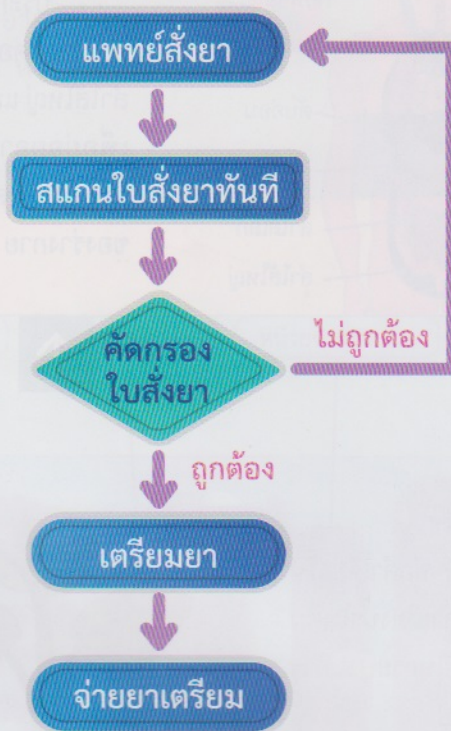 แพทย์สั่งยา
สแกนใบสั่งยาทันที
คัดกรอง
ใบสั่งยา
ไม่ถูกต้อง
ถูกต้อง
เตรียมยา
จ่ายยาเตรียม